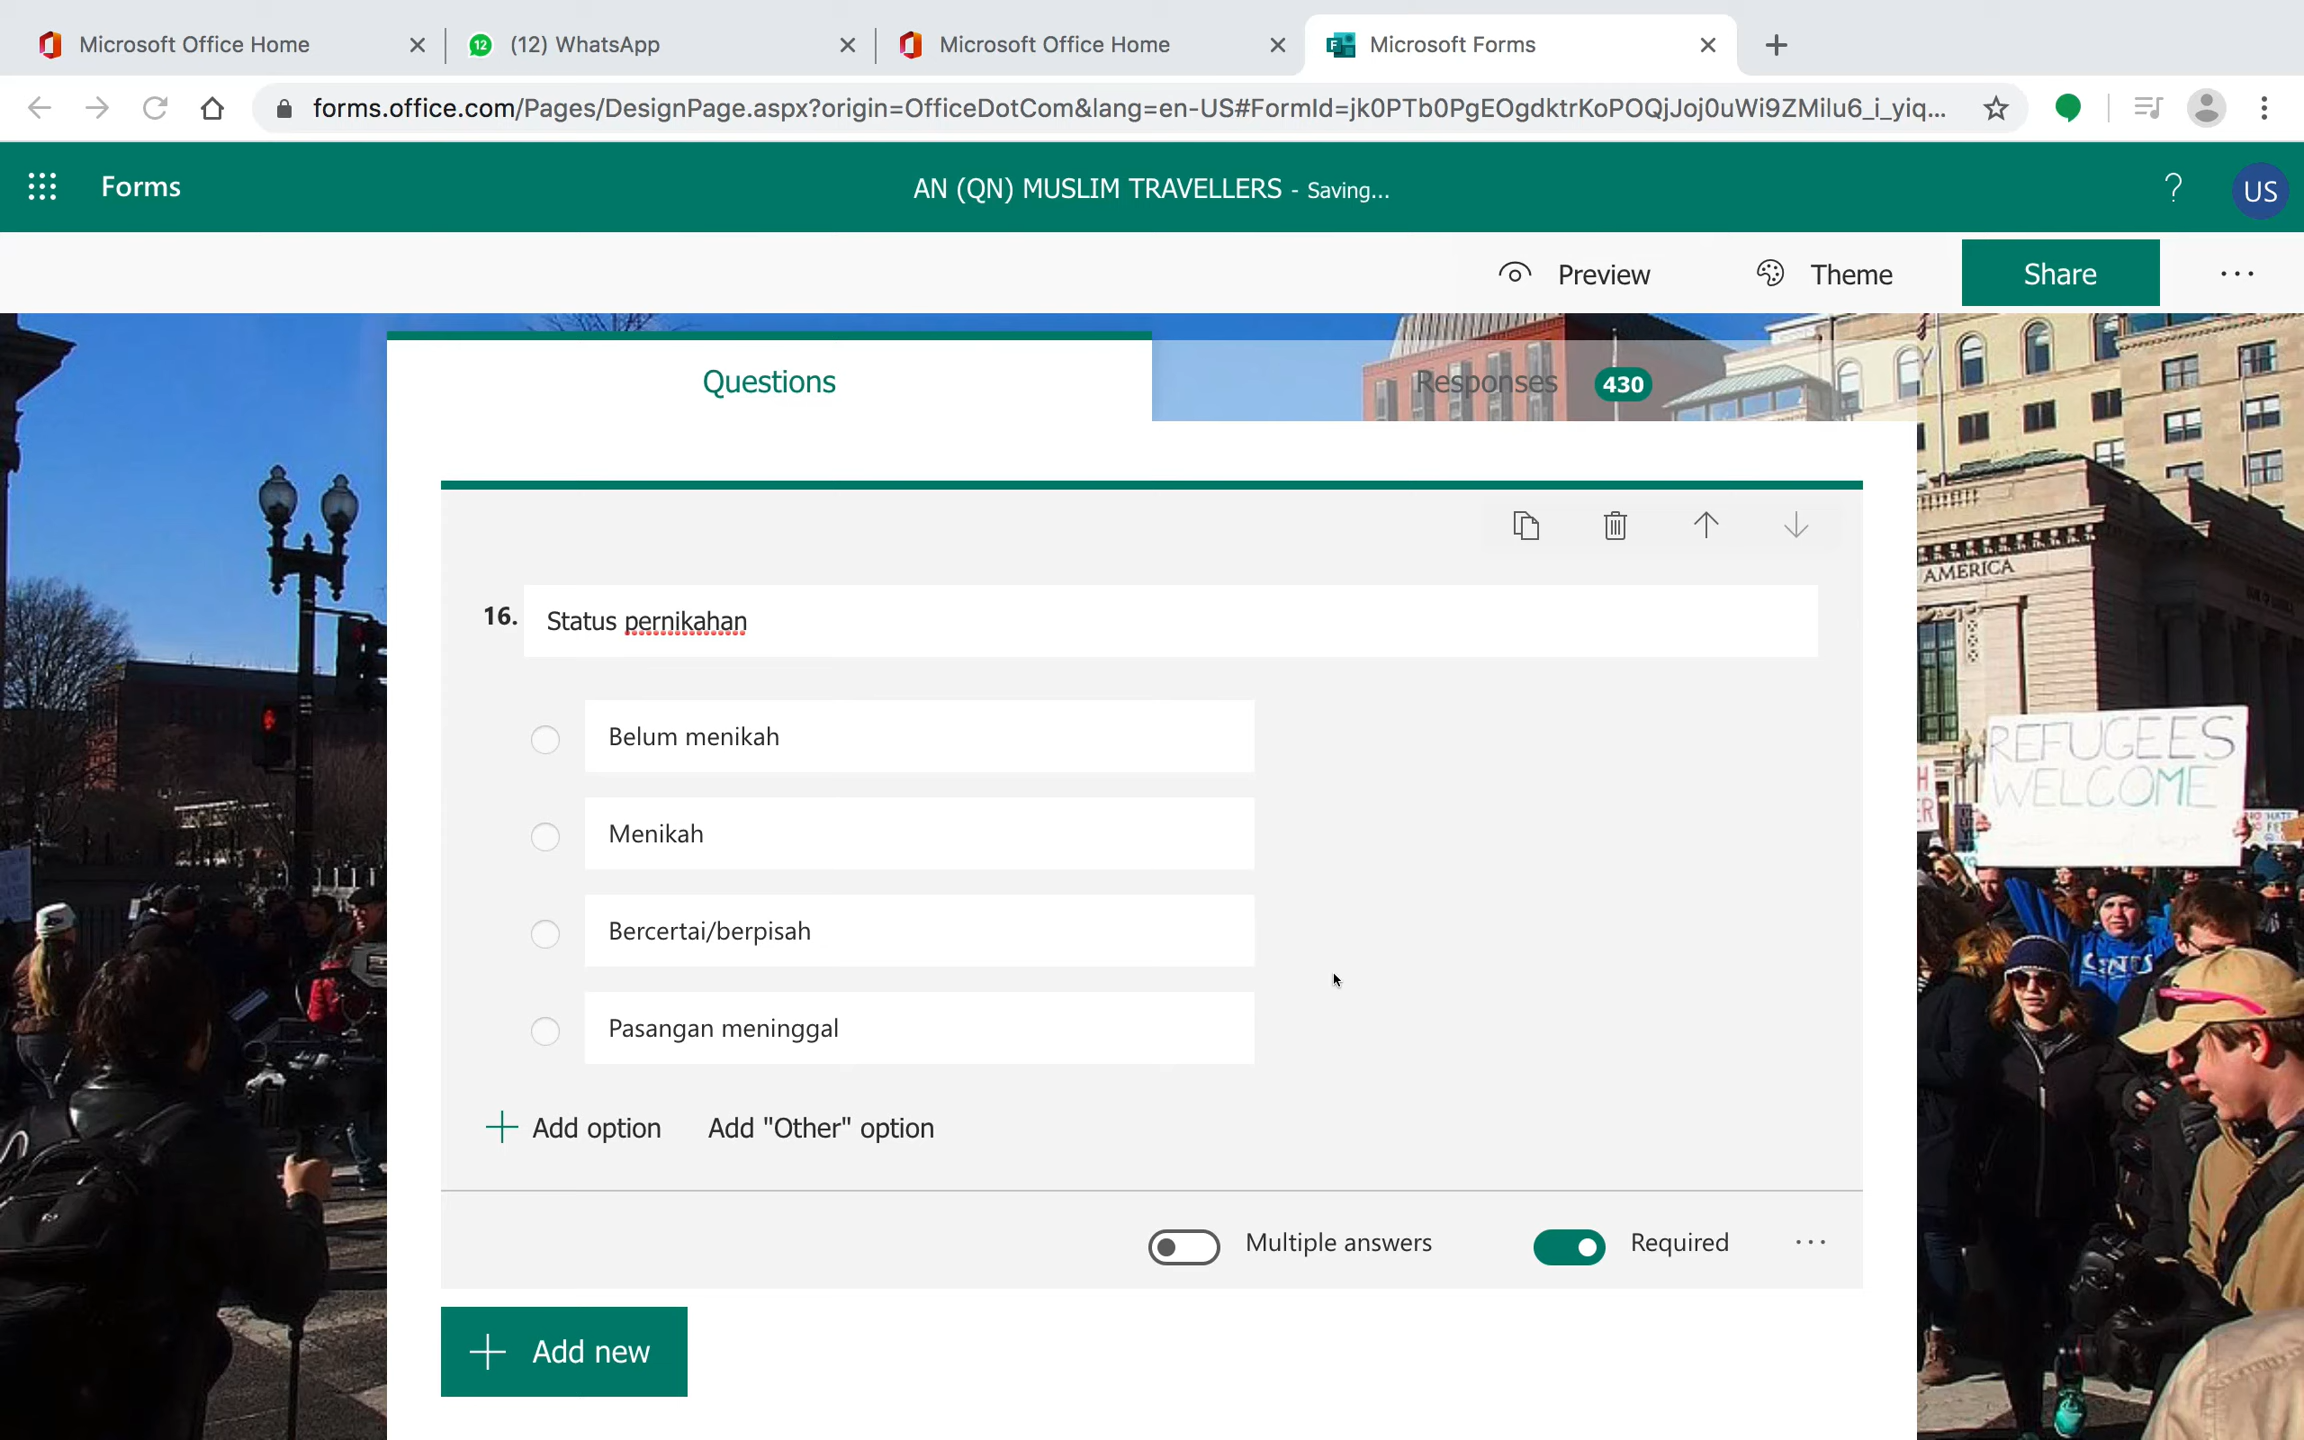 Microsoft Office Home
12 (12) WhatsApp
Microsoft Office Home
F Microsoft Forms
forms.office.com/Pages/DesignPage.aspx?origin=OfficeDotCom&lang=en-US#FormId=jk0PTb0PgEOgdktrKoPOQjJoj0uWi9ZMilu6_i_yiq...
Forms
AN (QN) MUSLIM TRAVELLERS - Saving...
?
US
Preview
Theme
Share
Questions
Responses 430
16. Status pernikahan
Belum menikah
Menikah
Bercertai/berpisah
Pasangan meninggal
Add option
Add "Other" option
Multiple answers
Required
Add new
AMERICA
REFUGEES
WELCOME